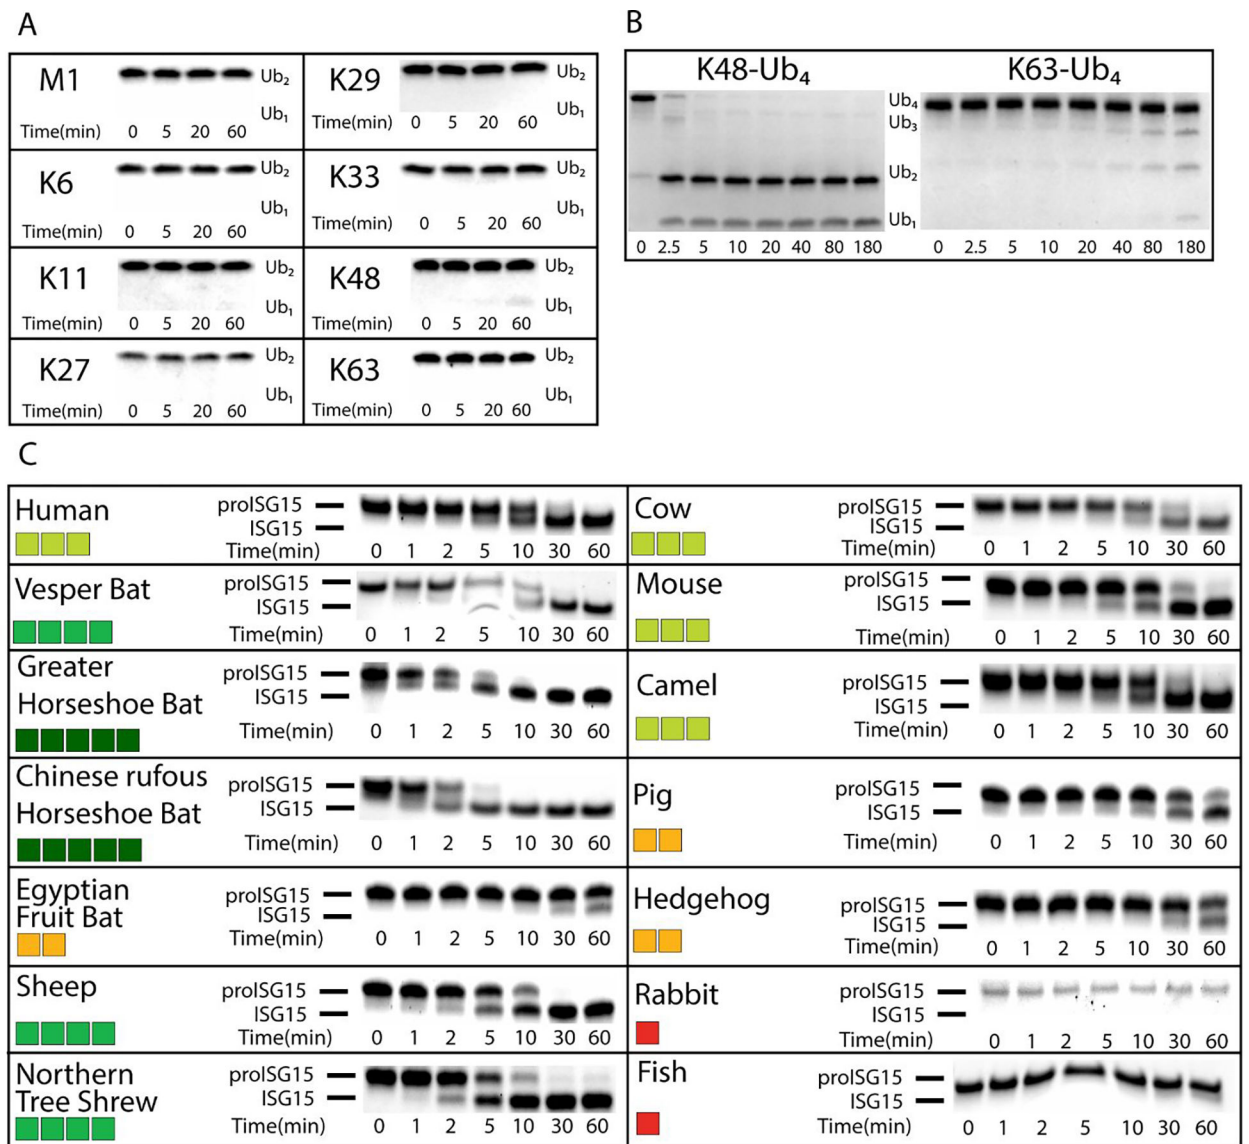 A
M1
Ub₂
Ub₁
Time(min) 0 5 20 60
K29
Ub₂
Ub₁
Time(min) 0 5 20 60
K6
Ub₂
Ub₁
Time(min) 0 5 20 60
K33
Ub₂
Ub₁
Time(min) 0 5 20 60
K11
Ub₂
Ub₁
Time(min) 0 5 20 60
K48
Ub₂
Ub₁
Time(min) 0 5 20 60
K27
Ub₂
Ub₁
Time(min) 0 5 20 60
K63
Ub₂
Ub₁
Time(min) 0 5 20 60
B
K48-Ub₄
K63-Ub₄
Ub₄
Ub₃
Ub₂
Ub₁
0 2.5 5 10 20 40 80 180
0 2.5 5 10 20 40 80 180
C
Human
proISG15
ISG15
Time(min) 0 1 2 5 10 30 60
Vesper Bat
proISG15
ISG15
Time(min) 0 1 2 5 10 30 60
Greater
Horseshoe Bat
proISG15
ISG15
Time(min) 0 1 2 5 10 30 60
Chinese rufous
Horseshoe Bat
proISG15
ISG15
Time(min) 0 1 2 5 10 30 60
Egyptian
Fruit Bat
proISG15
ISG15
Time(min) 0 1 2 5 10 30 60
Sheep
proISG15
ISG15
Time(min) 0 1 2 5 10 30 60
Northern
Tree Shrew
proISG15
ISG15
Time(min) 0 1 2 5 10 30 60
Cow
proISG15
ISG15
Time(min) 0 1 2 5 10 30 60
Mouse
proISG15
ISG15
Time(min) 0 1 2 5 10 30 60
Camel
proISG15
ISG15
Time(min) 0 1 2 5 10 30 60
Pig
proISG15
ISG15
Time(min) 0 1 2 5 10 30 60
Hedgehog
proISG15
ISG15
Time(min) 0 1 2 5 10 30 60
Rabbit
proISG15
ISG15
Time(min) 0 1 2 5 10 30 60
Fish
proISG15
ISG15
Time(min) 0 1 2 5 10 30 60